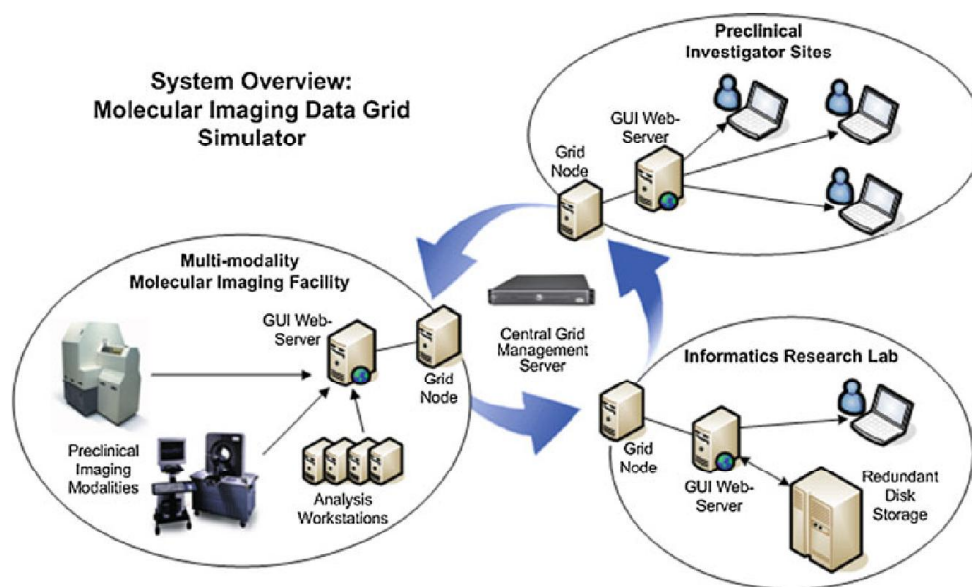 System Overview:
Molecular Imaging Data Grid
Simulator
Preclinical
Investigator Sites
GUI Web-
Server
Grid
Node
Multi-modality
Molecular Imaging Facility
GUI Web-
Server
Grid
Node
Preclinical
Imaging
Modalities
Analysis
Workstations
Central Grid
Management
Server
Informatics Research Lab
Grid
Node
GUI Web-
Server
Redundant
Disk
Storage